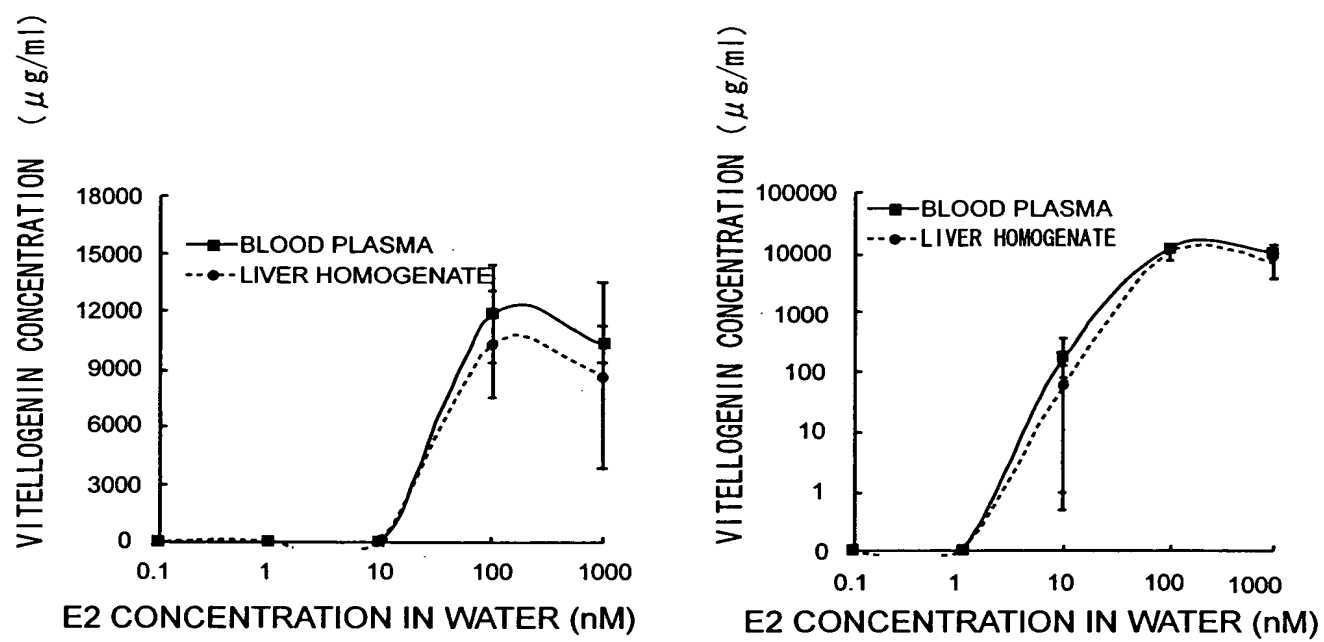 VITELLOGENIN CONCENTRATION (μg/ml)
18000
15000
12000
9000
6000
3000
0
BLOOD PLASMA
LIVER HOMOGENATE
0.1 1 10 100 1000
E2 CONCENTRATION IN WATER (nM)
VITELLOGENIN CONCENTRATION (μg/ml)
100000
10000
1000
100
10
1
0
BLOOD PLASMA
LIVER HOMOGENATE
0.1 1 10 100 1000
E2 CONCENTRATION IN WATER (nM)